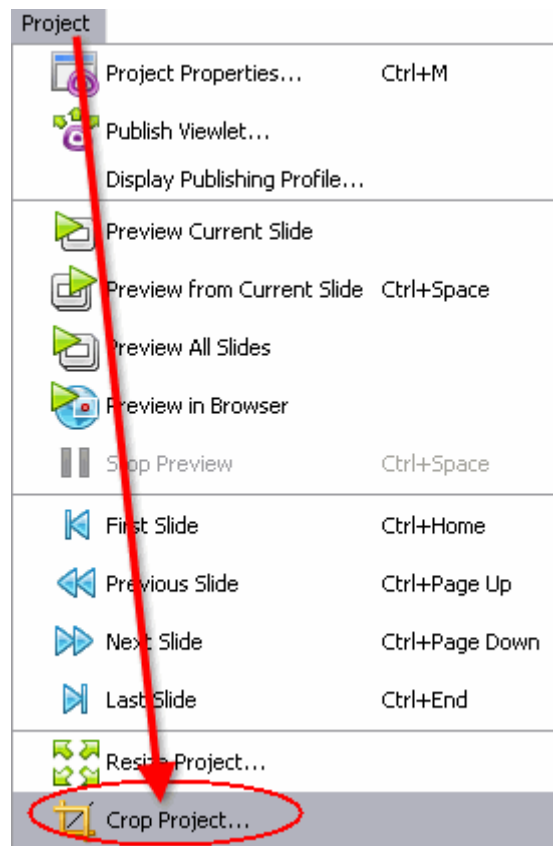 Project
Project Properties... Ctrl+M
Publish Viewlet...
Display Publishing Profile...
Preview Current Slide
Preview from Current Slide Ctrl+Space
Preview All Slides
Preview in Browser
Stop Preview Ctrl+Space
First Slide Ctrl+Home
Previous Slide Ctrl+Page Up
Next Slide Ctrl+Page Down
Last Slide Ctrl+End
Resize Project...
Crop Project...